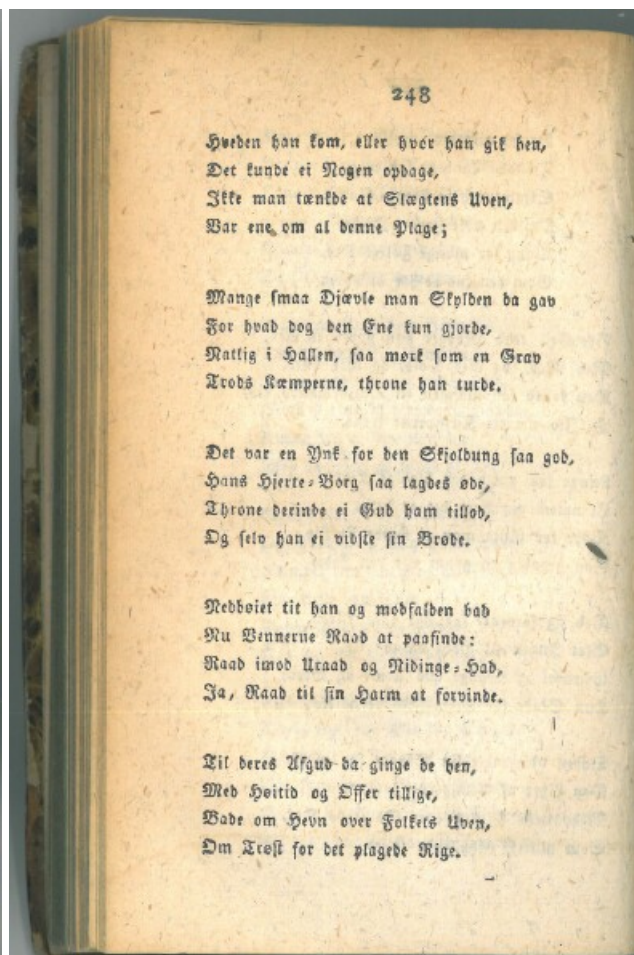 248
Hveden han kom, eller hvor han gik hen,
Det kunde ei Nogen opdage,
Ikke man tænkde at Slægtens Uven,
Var ene om al denne Plage;
Mange smaa Djævle man Skylden da gav
For hvad dog den Ene kun gjorde,
Natlig i Hallen, saa mørk som en Grav
Trods Kæmperne, throne han turde.
Det var en Ynk for den Skjoldung saa god,
Hans Hjerte-Borg saa lagdes øde,
Throne derinde ei Gud ham tillod,
Og selv han ei vidste sin Brøde.
Nedbøiet tit han og modfalden bad
Nu Vennerne Raad at paafinde:
Raad imod Uraad og Nidinge-Had,
Ja, Raad til sin Harm at forvinde.
Til deres Afgud da ginge de hen,
Med Høitid og Offer tillige,
Bade om Hevn over Folkets Uven,
Om Trøst for det plagede Rige.